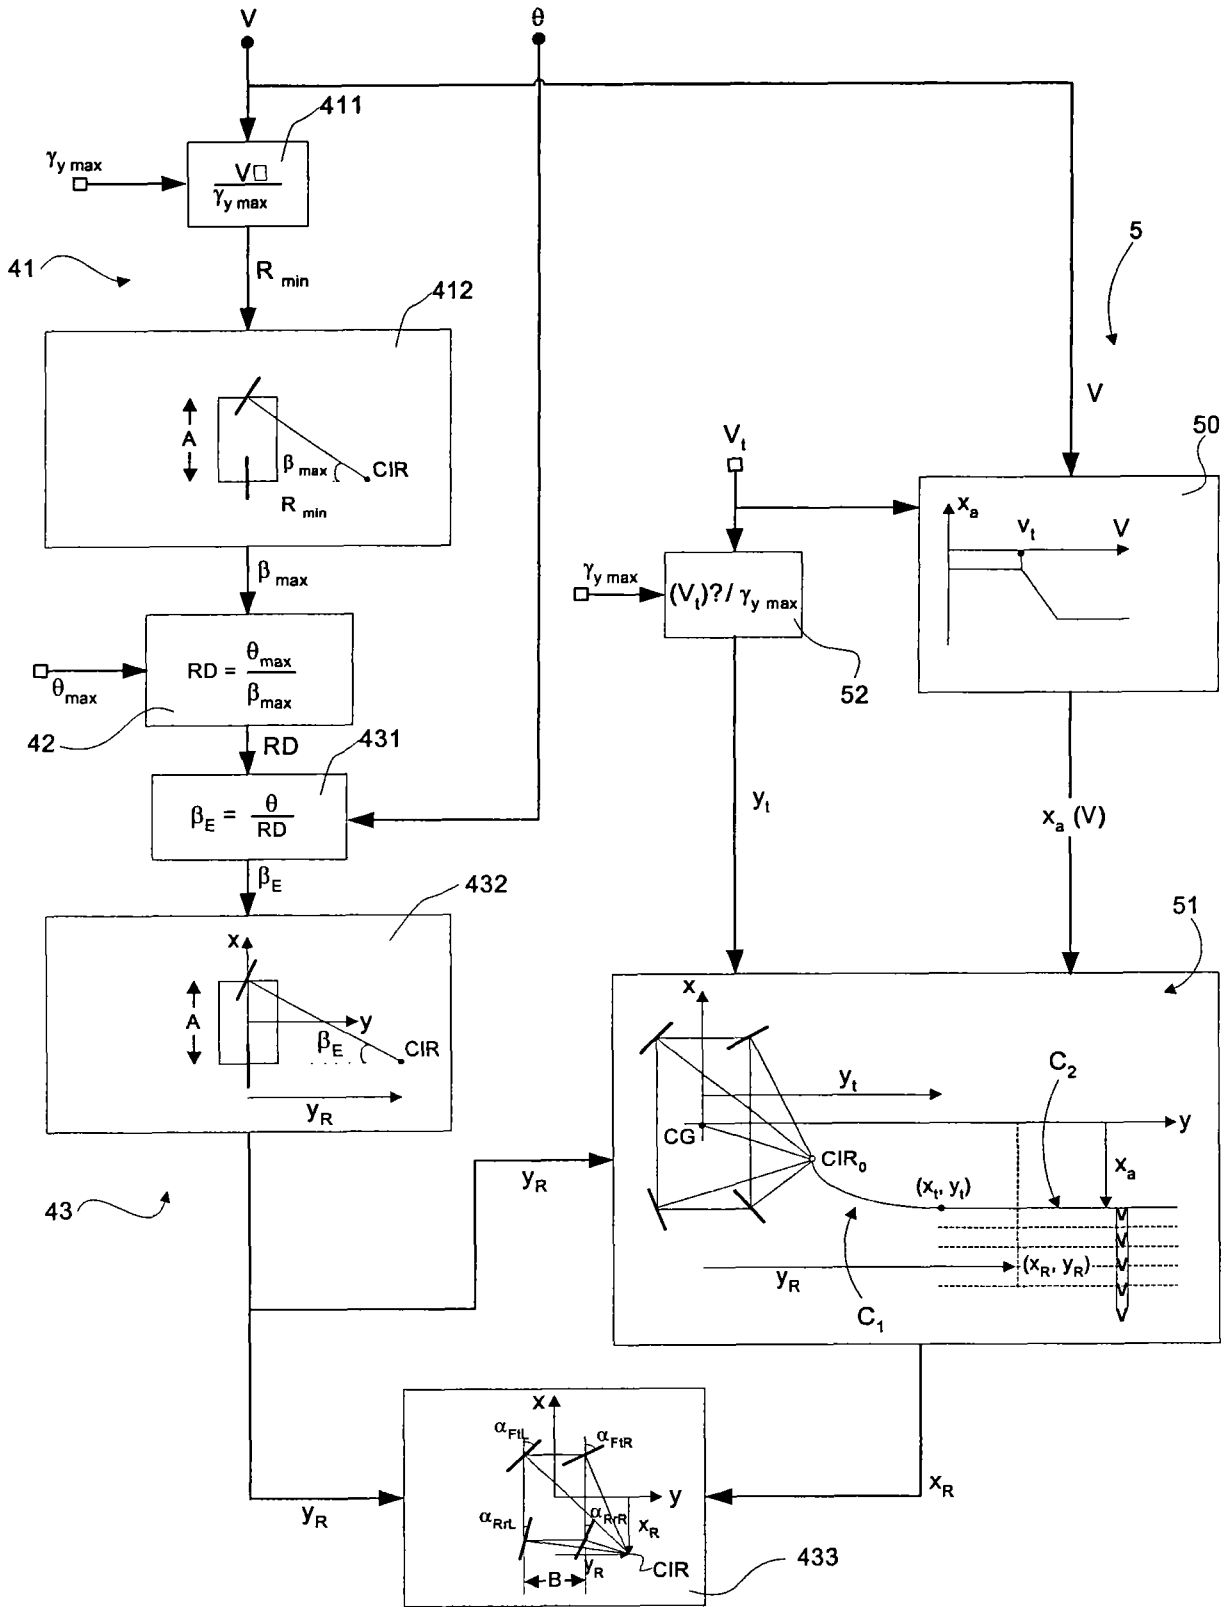 V
θ
411
γy max
V□
γy max
41
R min
5
412
A
βmax
CIR
R min
V
50
Vt
xa
vt
V
β max
γy max
(Vt)?/ γy max
52
θmax
RD = θmax
βmax
42
RD
431
βE = θ
RD
yt
xa (V)
βE
432
x
A
y
βE
CIR
yR
43
51
x
yt
C2
CG
y
CIR0
xa
(xt, yt)
V
V
V
V
V
yR
(xR, yR)
C1
yR
x
αFtL
αFtR
y
αRrL
αRrR
xR
yR
CIR
B
433
yR
xR